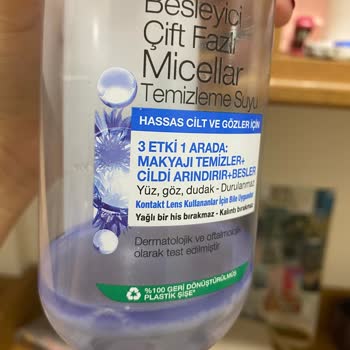 Besleyici
Çift Fazlı
Micellar
Temizleme Suyu
HASSAS CİLT VE GÖZLER İÇİN
3 ETKİ 1 ARADA:
MAKYAJI TEMİZLER+
CİLDİ ARINDIRIR+BESLER
Yüz, göz, dudak - Durulanmaz
Kontakt Lens Kullananlar İçin Bile Uygundur
Yağlı bir his bırakmaz - Kalıntı bırakmaz
Dermatolojik ve oftalmolojik
olarak test edilmiştir.
%100 GERİ DÖNÜŞTÜRÜLMÜŞ
PLASTİK ŞİŞE*